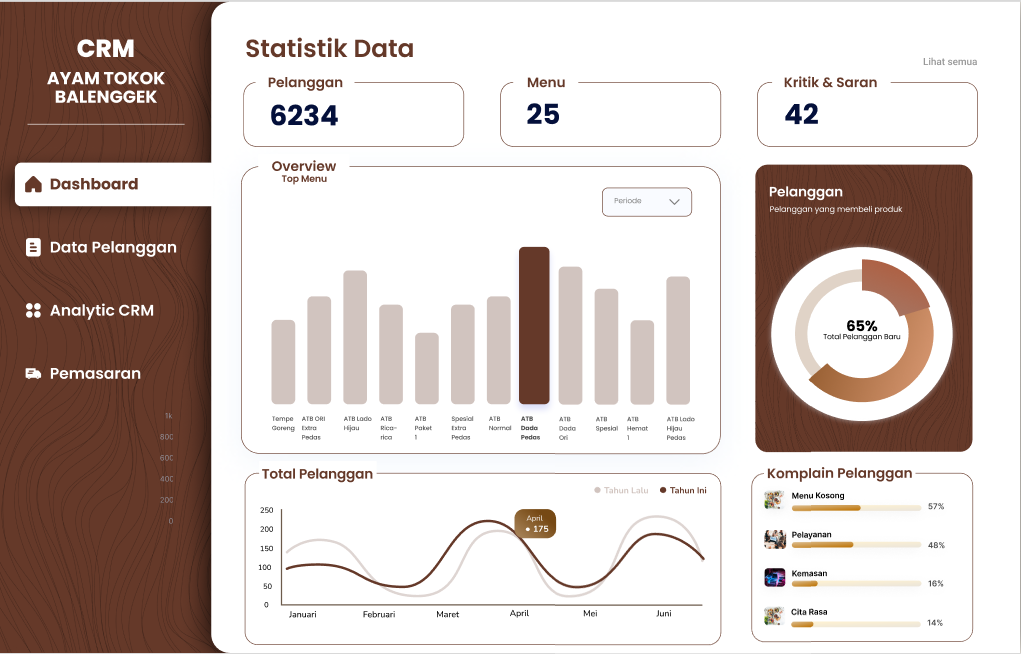 CRM
AYAM TOKOK
BALENGGEK
Dashboard
Data Pelanggan
Analytic CRM
Pemasaran
1k
800
600
400
200
0
Statistik Data
Lihat semua
Pelanggan
6234
Menu
25
Kritik & Saran
42
Overview
Top Menu
Periode
Tempe
Goreng
ATB ORI
Extra
Pedas
ATB Lado
Hijau
ATB
Rica-
rica
ATB
Paket
1
Spesial
Extra
Pedas
ATB
Normal
ATB
Dada
Pedas
ATB
Dada
Ori
ATB
Spesial
ATB
Hemat
1
ATB Lado
Hijau
Pedas
Pelanggan
Pelanggan yang membeli produk
65%
Total Pelanggan Baru
Total Pelanggan
Tahun Lalu
Tahun Ini
250
200
150
100
50
0
April
175
Januari
Februari
Maret
April
Mei
Juni
Komplain Pelanggan
Menu Kosong
57%
Pelayanan
48%
Kemasan
16%
Cita Rasa
14%